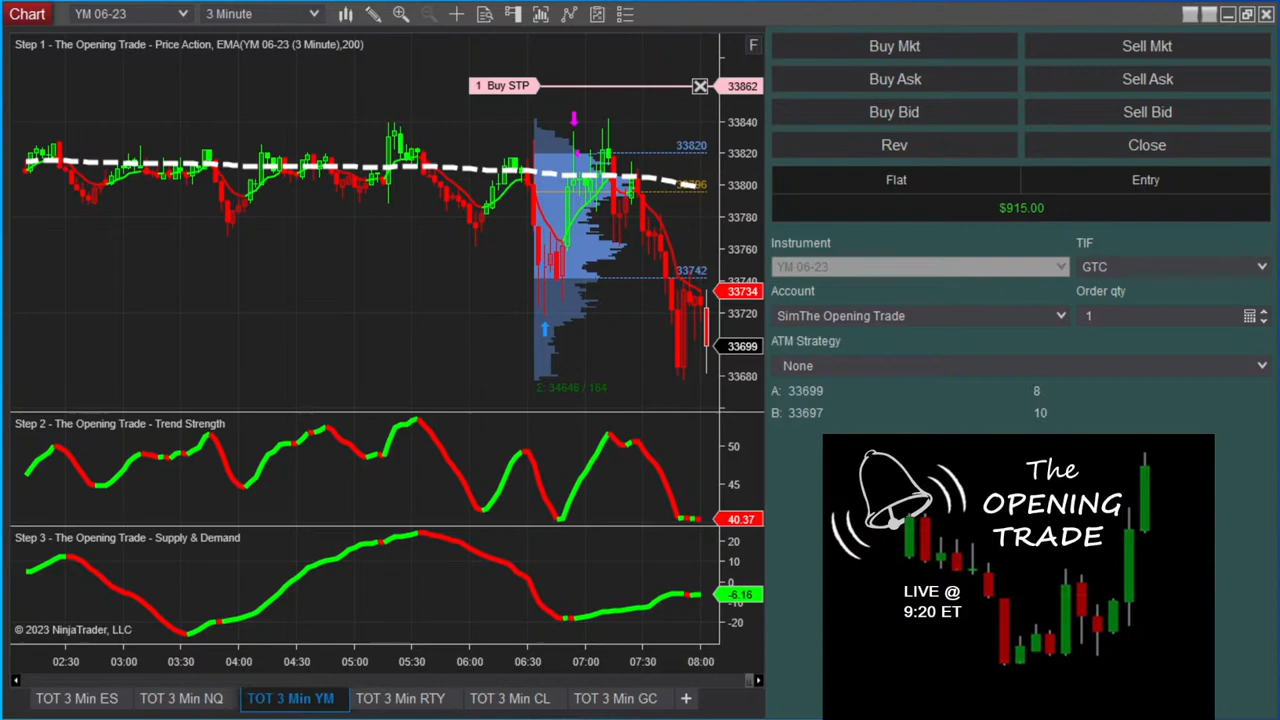 Chart YM 06-23 3 Minute
Step 1 - The Opening Trade - Price Action, EMA(YM 06-23 (3 Minute),200)
F
1 Buy STP
33862
33840
33820
33820
33800
33780
33760
33742
33734
33720
33699
33680
Σ: 34646 / 164
Step 2 - The Opening Trade - Trend Strength
50
45
40.37
Step 3 - The Opening Trade - Supply & Demand
20
10
0
-6.16
-20
© 2023 NinjaTrader, LLC
02:30 03:00 03:30 04:00 04:30 05:00 05:30 06:00 06:30 07:00 07:30 08:00
TOT 3 Min ES TOT 3 Min NQ TOT 3 Min YM TOT 3 Min RTY TOT 3 Min CL TOT 3 Min GC +
Buy Mkt Sell Mkt
Buy Ask Sell Ask
Buy Bid Sell Bid
Rev Close
Flat Entry
$915.00
Instrument TIF
YM 06-23 GTC
Account Order qty
SimThe Opening Trade 1
ATM Strategy
None
A: 33699 8
B: 33697 10
The
OPENING
TRADE
LIVE @
9:20 ET